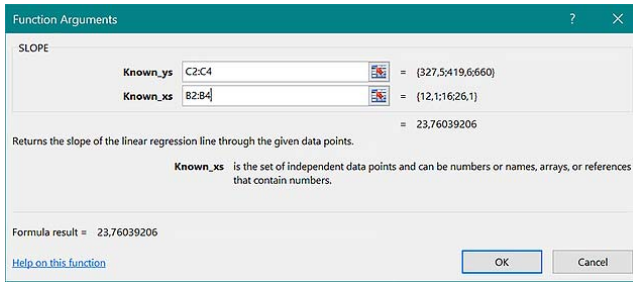 Function Arguments ? ×
SLOPE
Known_ys C2:C4 = {327,5;419,6;660}
Known_xs B2:B4 = {12,1;16;26,1}
= 23,76039206
Returns the slope of the linear regression line through the given data points.
Known_xs is the set of independent data points and can be numbers or names, arrays, or references
that contain numbers.
Formula result = 23,76039206
Help on this function OK Cancel